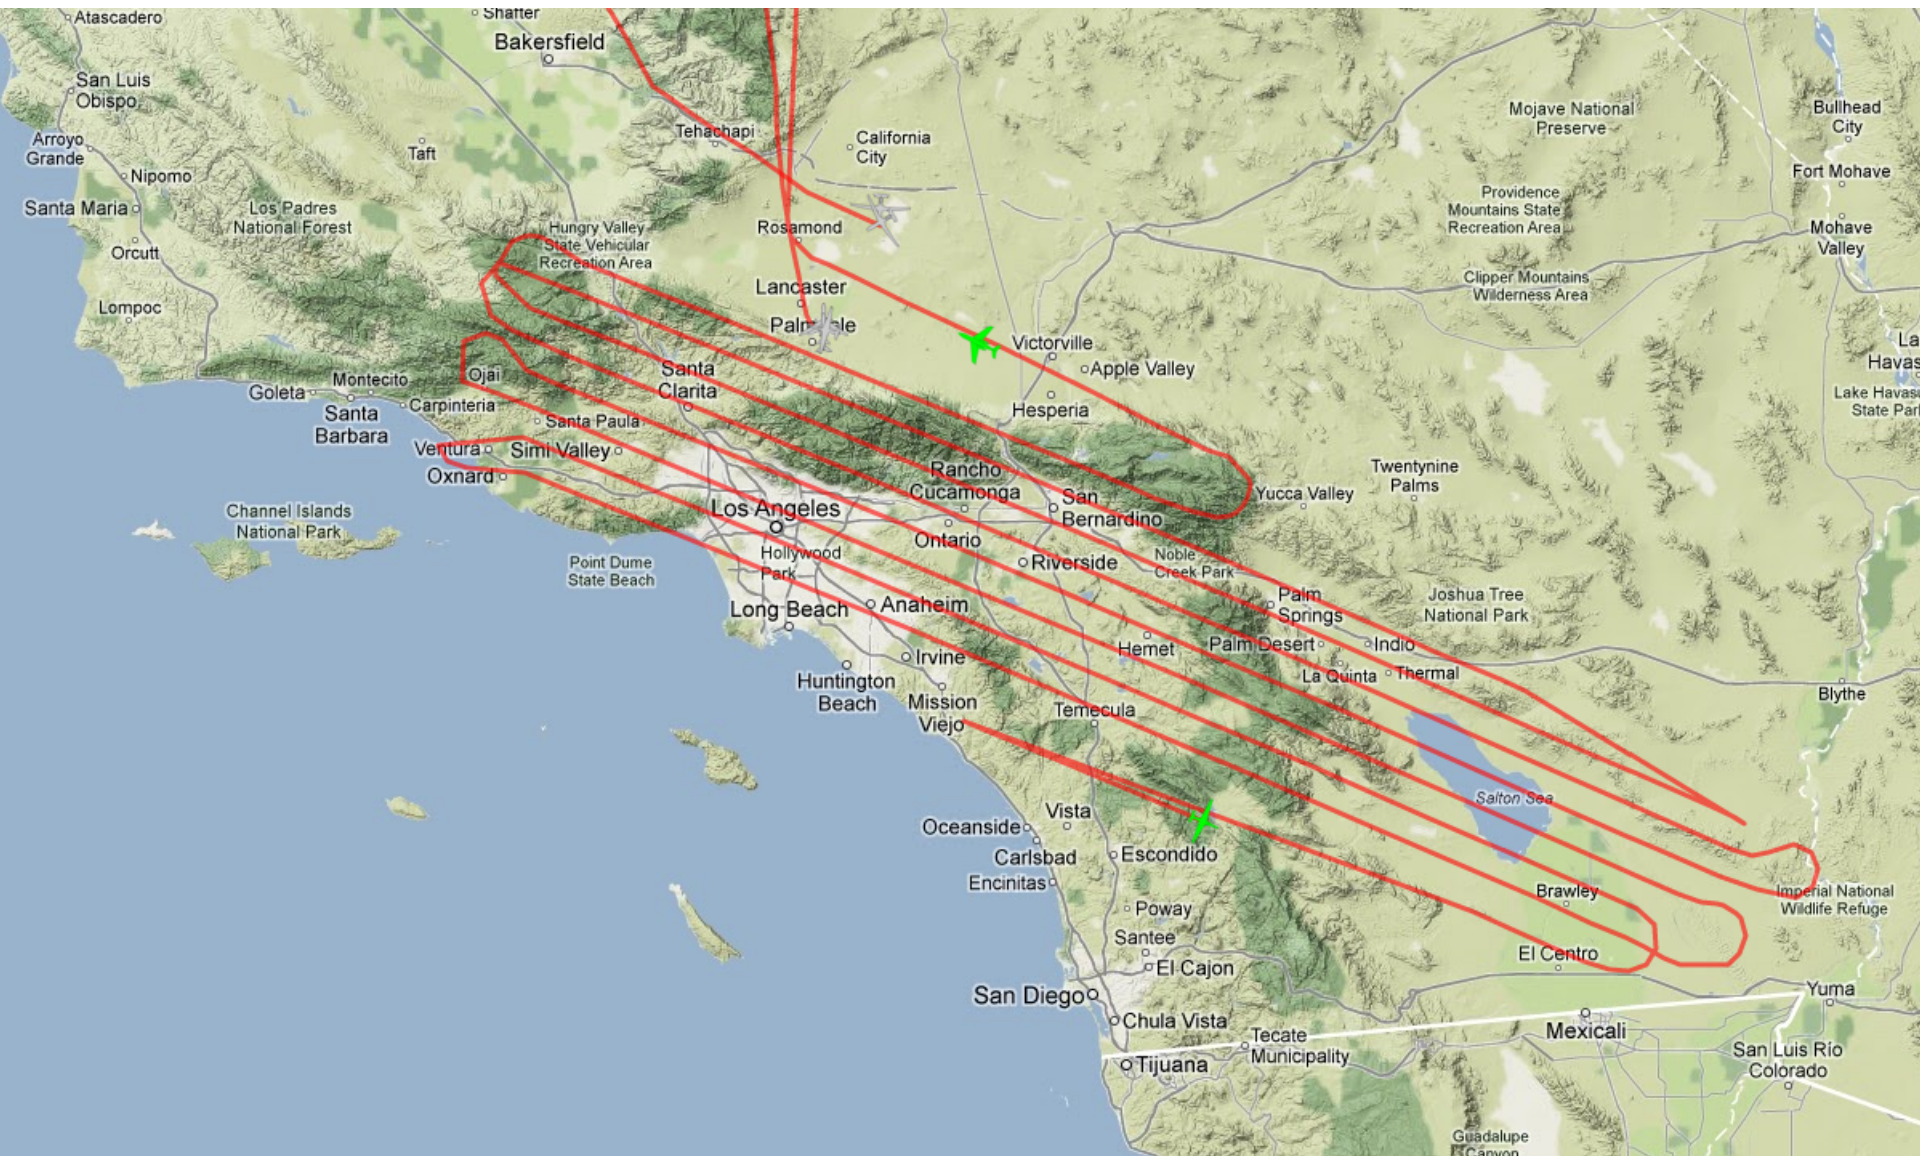 Atascadero
Shafter
Bakersfield
San Luis
Obispo
Mojave National
Preserve
Bullhead
City
Arroyo
Grande
Taft
Tehachapi
California
City
Nipomo
Fort Mohave
Santa Maria
Los Padres
National Forest
Providence
Mountains State
Recreation Area
Orcutt
Hungry Valley
State Vehicular
Recreation Area
Rosamond
Mohave
Valley
Lompoc
Lancaster
Clipper Mountains
Wilderness Area
Palmdale
Victorville
Apple Valley
La
Havas
Goleta
Montecito
Ojai
Santa
Clarita
Santa
Barbara
Carpinteria
Santa Paula
Hesperia
Lake Havasu
State Park
Ventura
Simi Valley
Oxnard
Rancho
Cucamonga
San
Bernardino
Yucca Valley
Twentynine
Palms
Channel Islands
National Park
Los Angeles
Ontario
Point Dume
State Beach
Hollywood
Park
Riverside
Noble
Creek Park
Long Beach
Anaheim
Palm
Springs
Joshua Tree
National Park
Irvine
Hemet
Palm Desert
Indio
Huntington
Beach
Mission
Viejo
La Quinta
Thermal
Blythe
Temecula
Salton Sea
Oceanside
Vista
Carlsbad
Escondido
Encinitas
Brawley
Imperial National
Wildlife Refuge
Poway
Santee
El Cajon
El Centro
San Diego
Yuma
Chula Vista
Mexicali
Tijuana
Tecate
Municipality
San Luis Río
Colorado
Guadalupe
Canyon